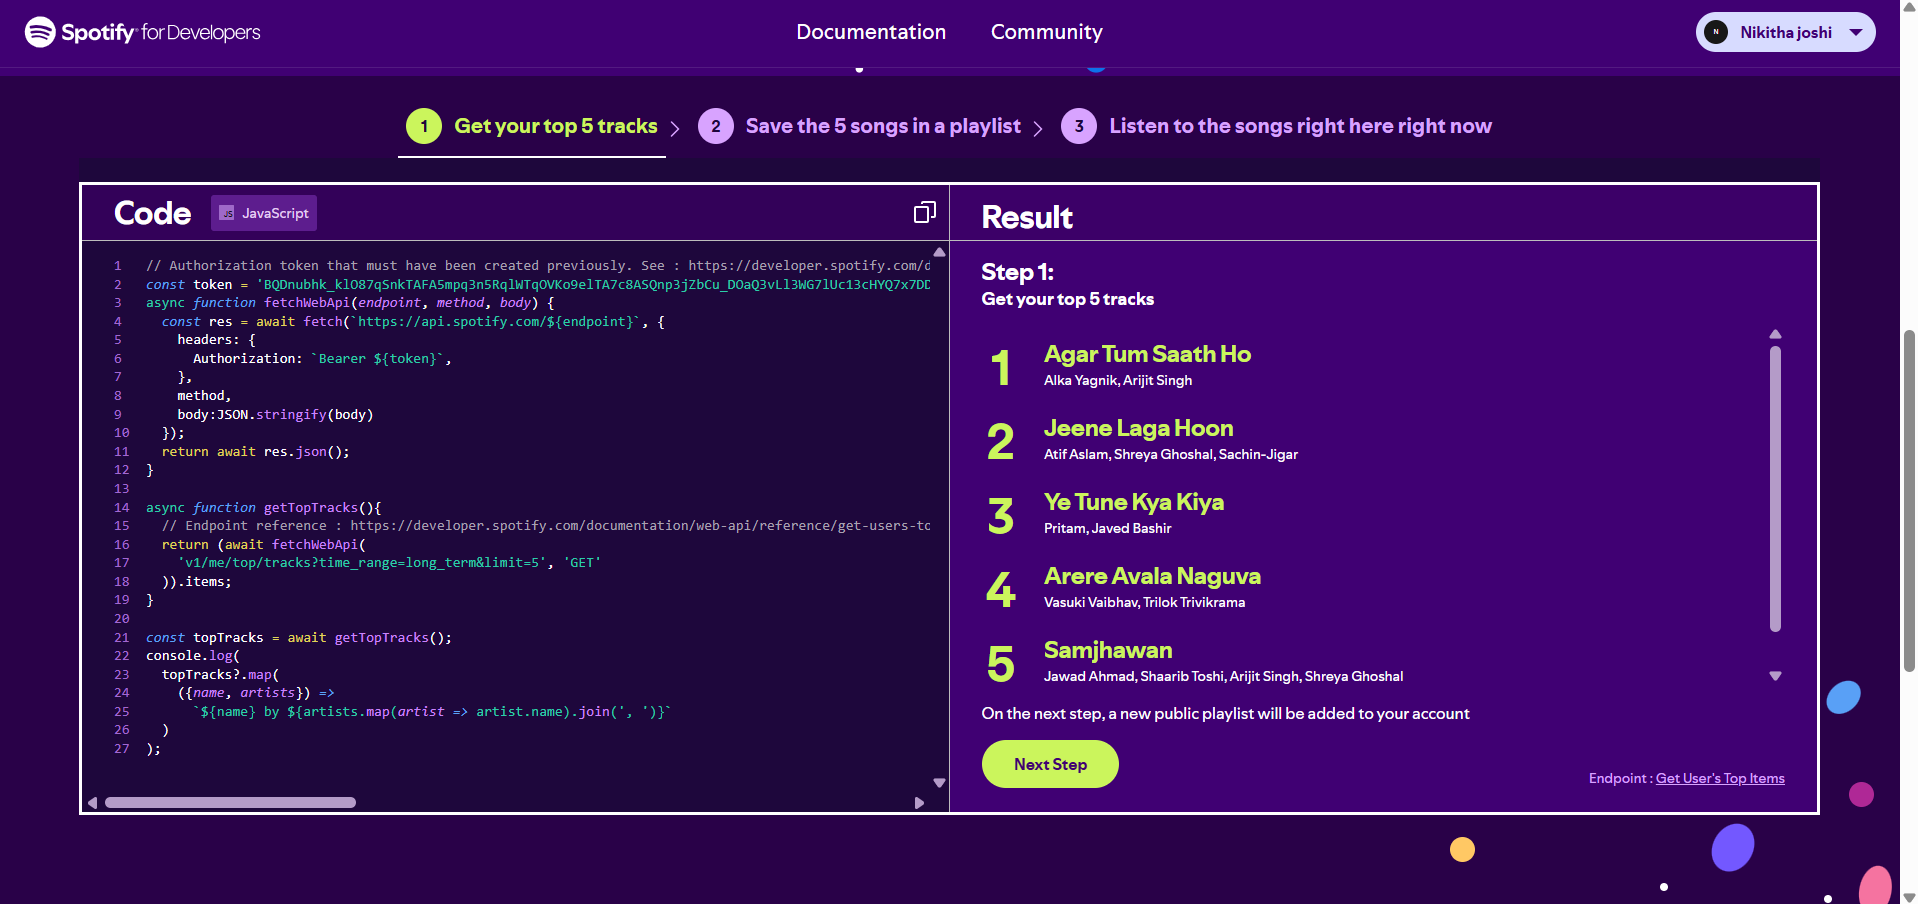 Spotify for Developers
Documentation
Community
N
Nikitha joshi
1 Get your top 5 tracks
2 Save the 5 songs in a playlist
3 Listen to the songs right here right now
Code
JS JavaScript
1 // Authorization token that must have been created previously. See : https://developer.spotify.com/d
2 const token = 'BQDnubhk_klO87qSnkTAFA5mpq3n5RqlWTqOVKo9elTA7c8ASQnp3jZbCu_DOaQ3vLl3WG7lUc13cHYQ7x7DD
3 async function fetchWebApi(endpoint, method, body) {
4 const res = await fetch(`https://api.spotify.com/${endpoint}`, {
5 headers: {
6 Authorization: `Bearer ${token}`,
7 },
8 method,
9 body:JSON.stringify(body)
10 });
11 return await res.json();
12 }
13
14 async function getTopTracks(){
15 // Endpoint reference : https://developer.spotify.com/documentation/web-api/reference/get-users-to
16 return (await fetchWebApi(
17 'v1/me/top/tracks?time_range=long_term&limit=5', 'GET'
18 )).items;
19 }
20
21 const topTracks = await getTopTracks();
22 console.log(
23 topTracks?.map(
24 ({name, artists}) =>
25 `${name} by ${artists.map(artist => artist.name).join(', ')}`
26 )
27 );
Result
Step 1:
Get your top 5 tracks
1 Agar Tum Saath Ho
Alka Yagnik, Arijit Singh
2 Jeene Laga Hoon
Atif Aslam, Shreya Ghoshal, Sachin-Jigar
3 Ye Tune Kya Kiya
Pritam, Javed Bashir
4 Arere Avala Naguva
Vasuki Vaibhav, Trilok Trivikrama
5 Samjhawan
Jawad Ahmad, Shaarib Toshi, Arijit Singh, Shreya Ghoshal
On the next step, a new public playlist will be added to your account
Next Step
Endpoint : Get User's Top Items